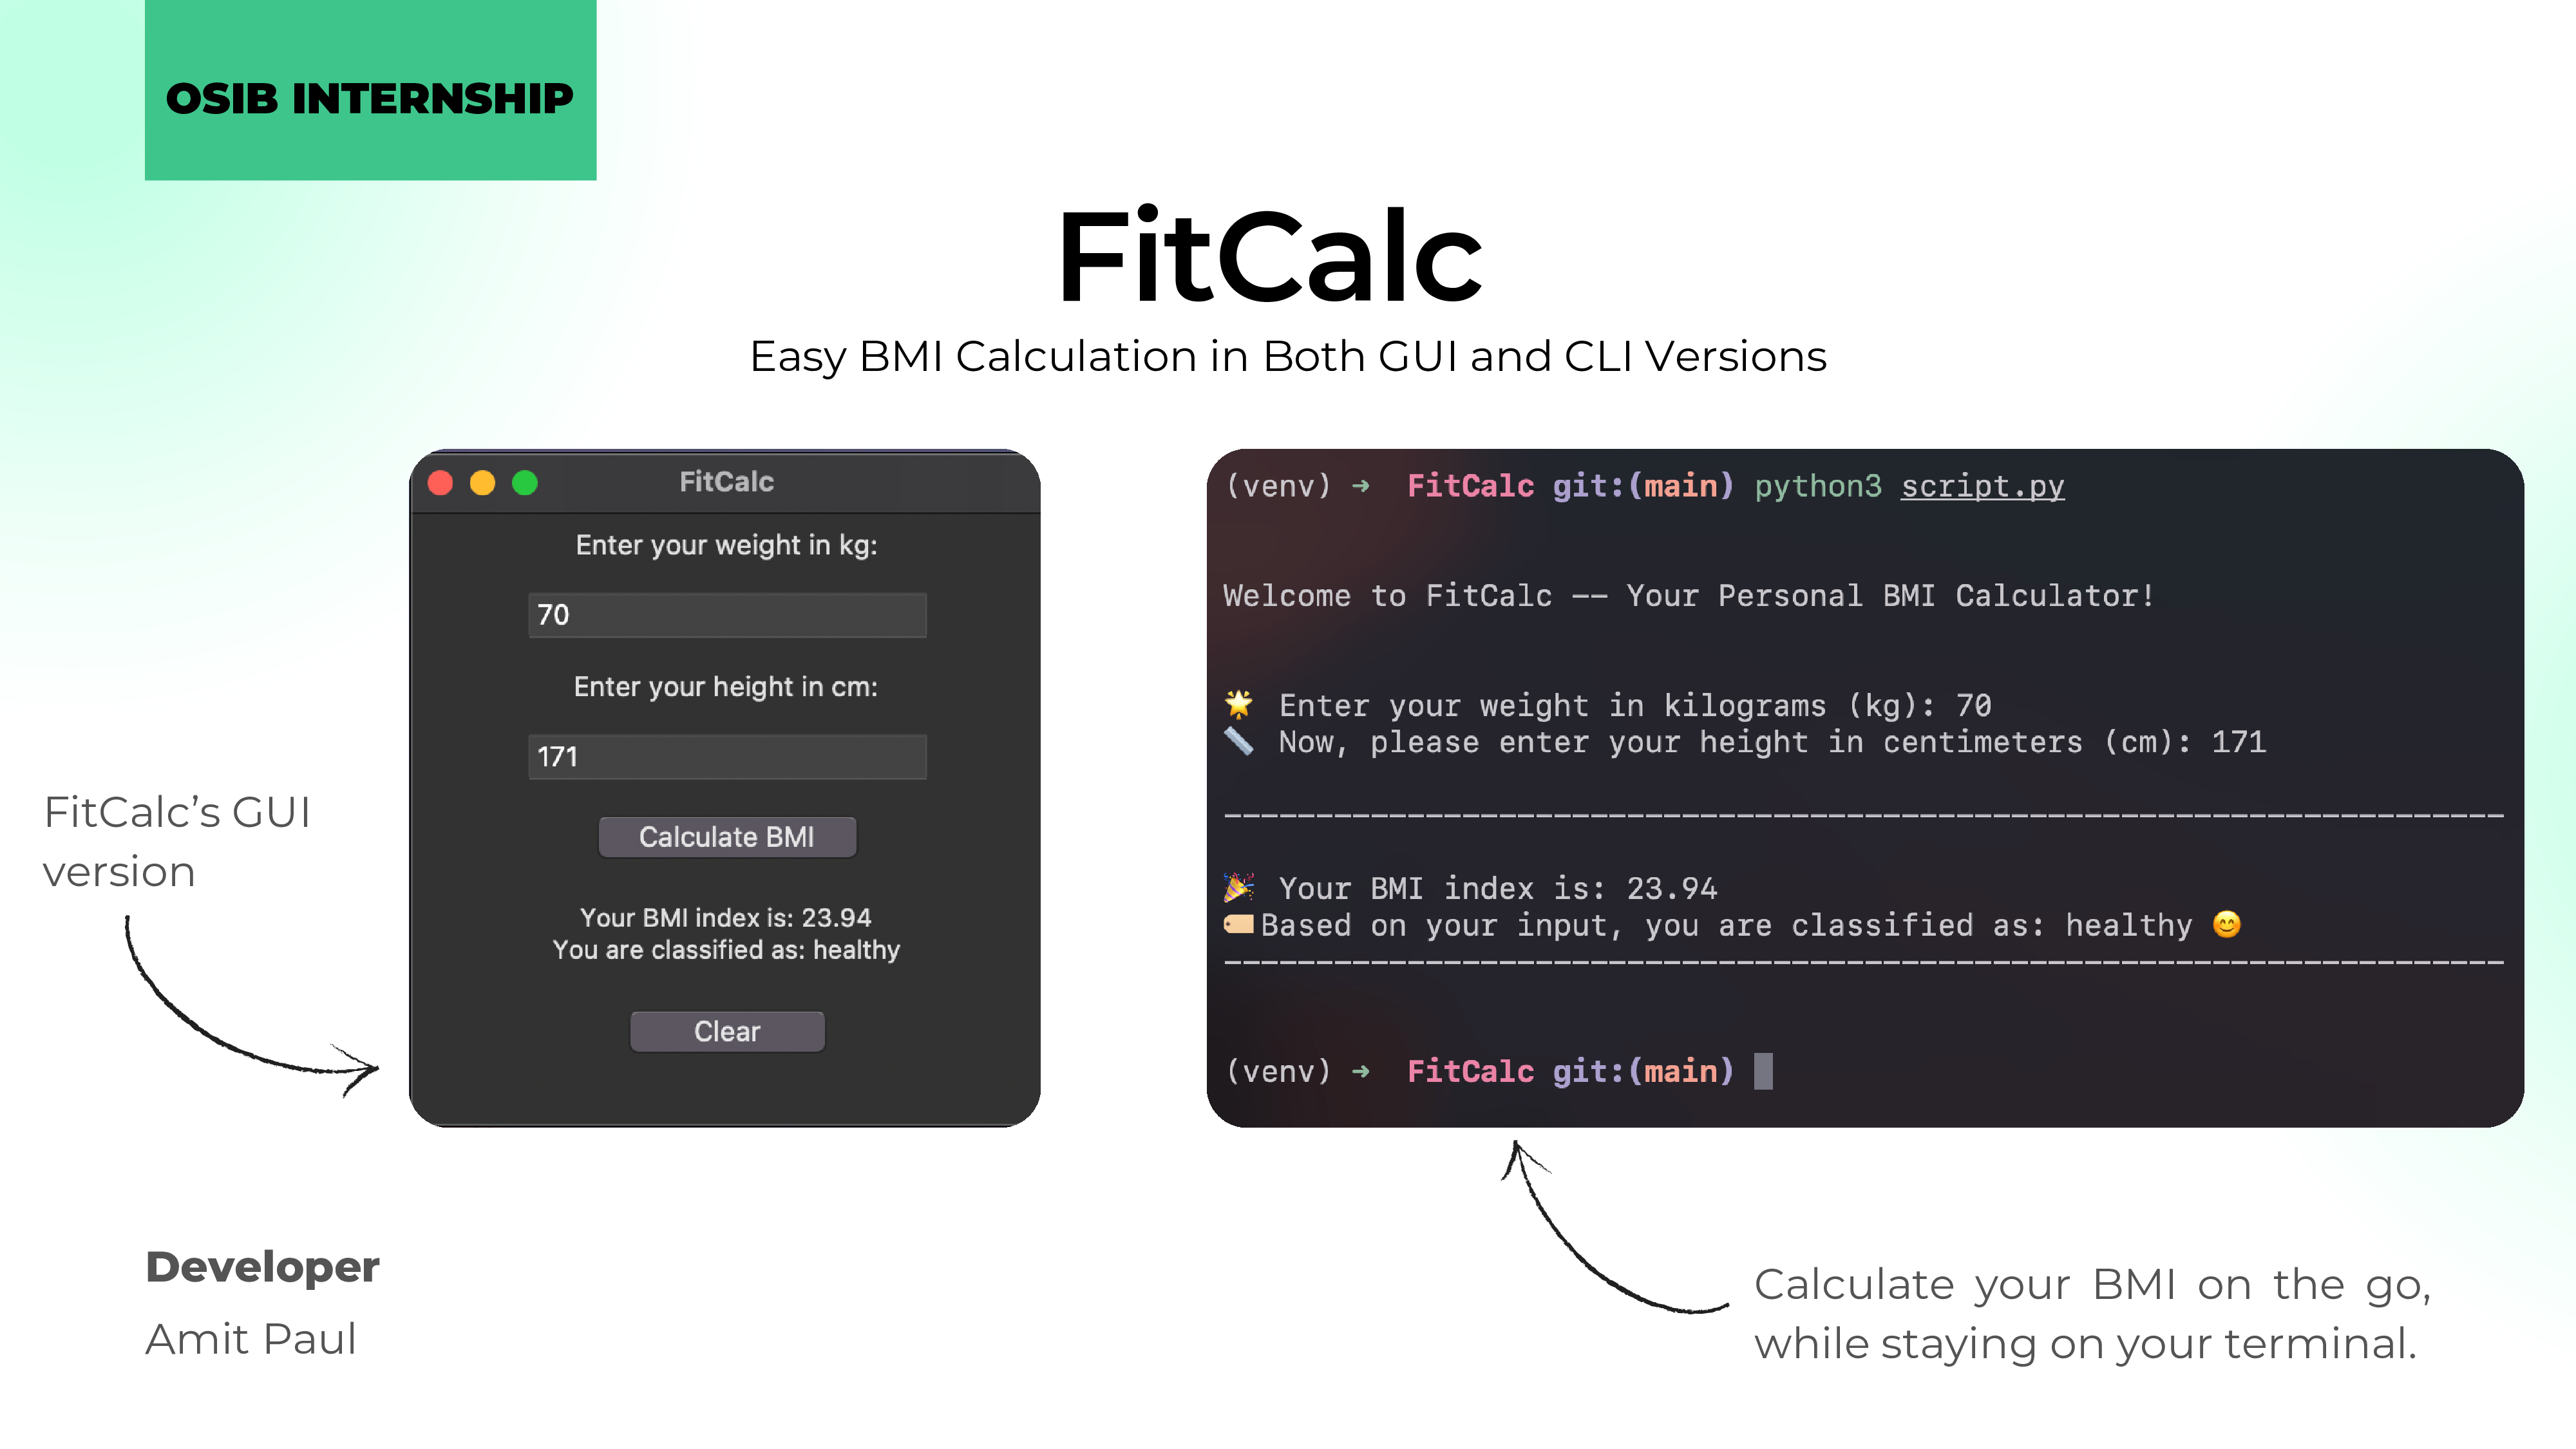 OSIB INTERNSHIP
FitCalc
Easy BMI Calculation in Both GUI and CLI Versions
FitCalc
Enter your weight in kg:
70
Enter your height in cm:
171
Calculate BMI
Your BMI index is: 23.94
You are classified as: healthy
Clear
FitCalc’s GUI
version
(venv) → FitCalc git:(main) python3 script.py
Welcome to FitCalc -- Your Personal BMI Calculator!
🌟 Enter your weight in kilograms (kg): 70
📏 Now, please enter your height in centimeters (cm): 171
----------------------------------------------------------------------
🎉 Your BMI index is: 23.94
🏷️Based on your input, you are classified as: healthy 😊
----------------------------------------------------------------------
(venv) → FitCalc git:(main)
Calculate your BMI on the go,
while staying on your terminal.
Developer
Amit Paul